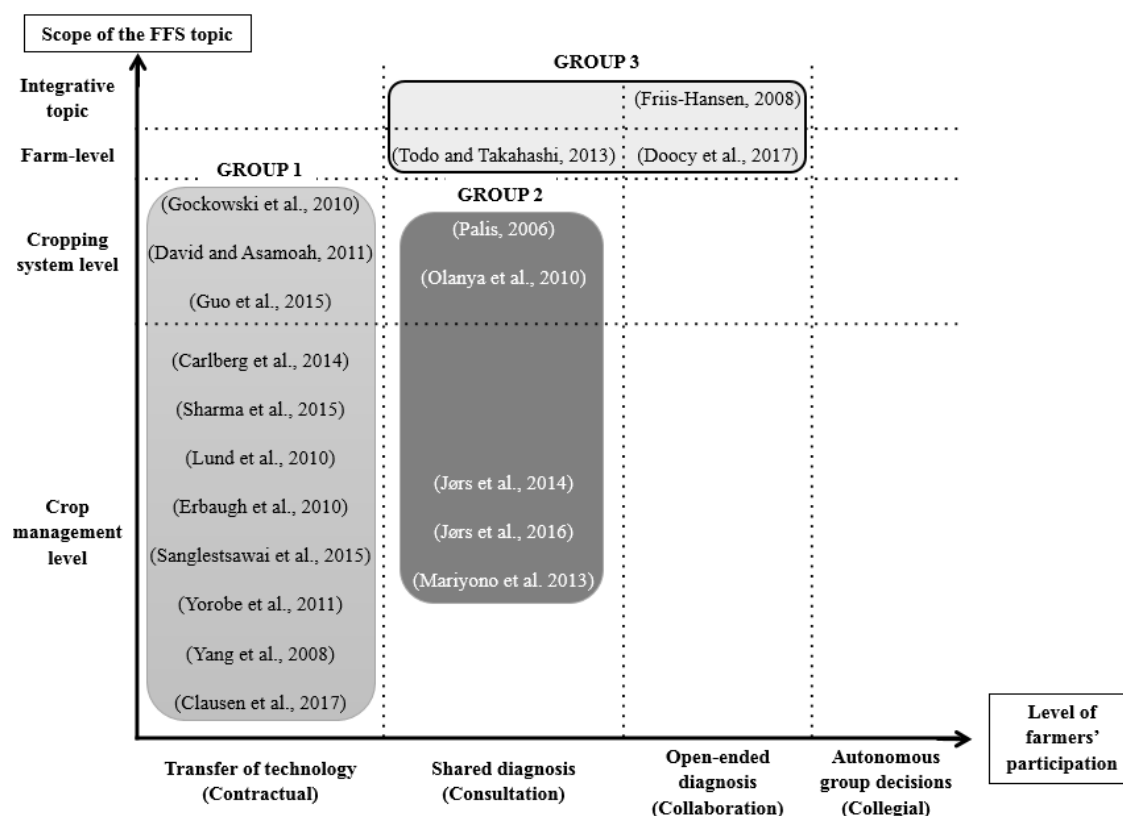 Scope of the FFS topic
GROUP 3
Integrative
topic
(Friis-Hansen, 2008)
Farm-level
(Todo and Takahashi, 2013)
(Doocy et al., 2017)
GROUP 1
GROUP 2
Cropping
system level
(Gockowski et al., 2010)
(David and Asamoah, 2011)
(Guo et al., 2015)
(Palis, 2006)
(Olanya et al., 2010)
Crop
management
level
(Carlberg et al., 2014)
(Sharma et al., 2015)
(Lund et al., 2010)
(Erbaugh et al., 2010)
(Sanglestsawai et al., 2015)
(Yorobe et al., 2011)
(Yang et al., 2008)
(Clausen et al., 2017)
(Jørs et al., 2014)
(Jørs et al., 2016)
(Mariyono et al. 2013)
Level of
farmers’
participation
Transfer of technology
(Contractual)
Shared diagnosis
(Consultation)
Open-ended
diagnosis
(Collaboration)
Autonomous
group decisions
(Collegial)